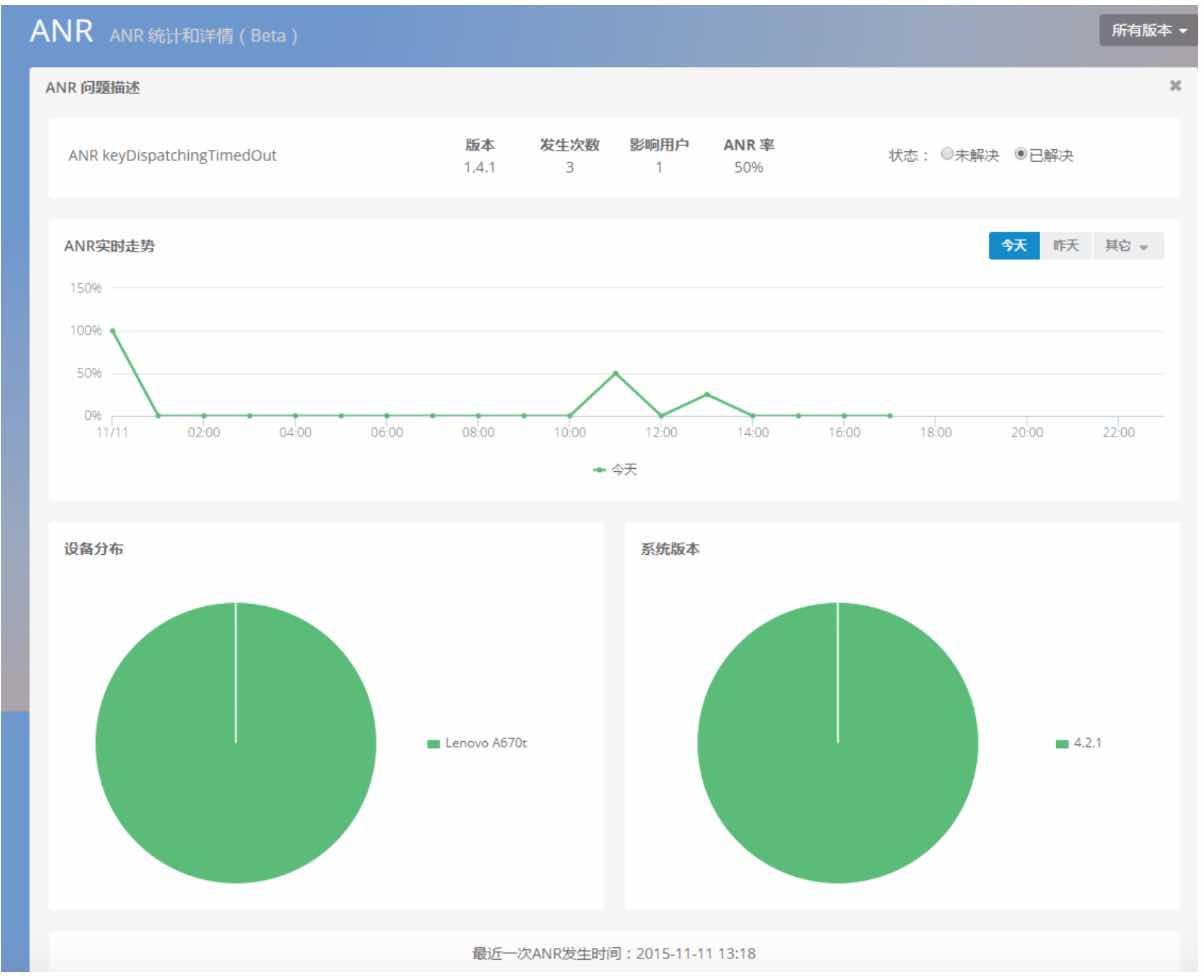 ANR ANR 统计和详情 ( Beta )
所有版本
ANR 问题描述
ANR keyDispatchingTimedOut
版本 发生次数 影响用户 ANR 率
1.4.1 3 1 50%
状态: 未解决 已解决
ANR实时走势
今天 昨天 其它
150%
100%
50%
0%
11/11 02:00 04:00 06:00 08:00 10:00 12:00 14:00 16:00 18:00 20:00 22:00
今天
设备分布
Lenovo A670t
系统版本
4.2.1
最近一次ANR发生时间:2015-11-11 13:18